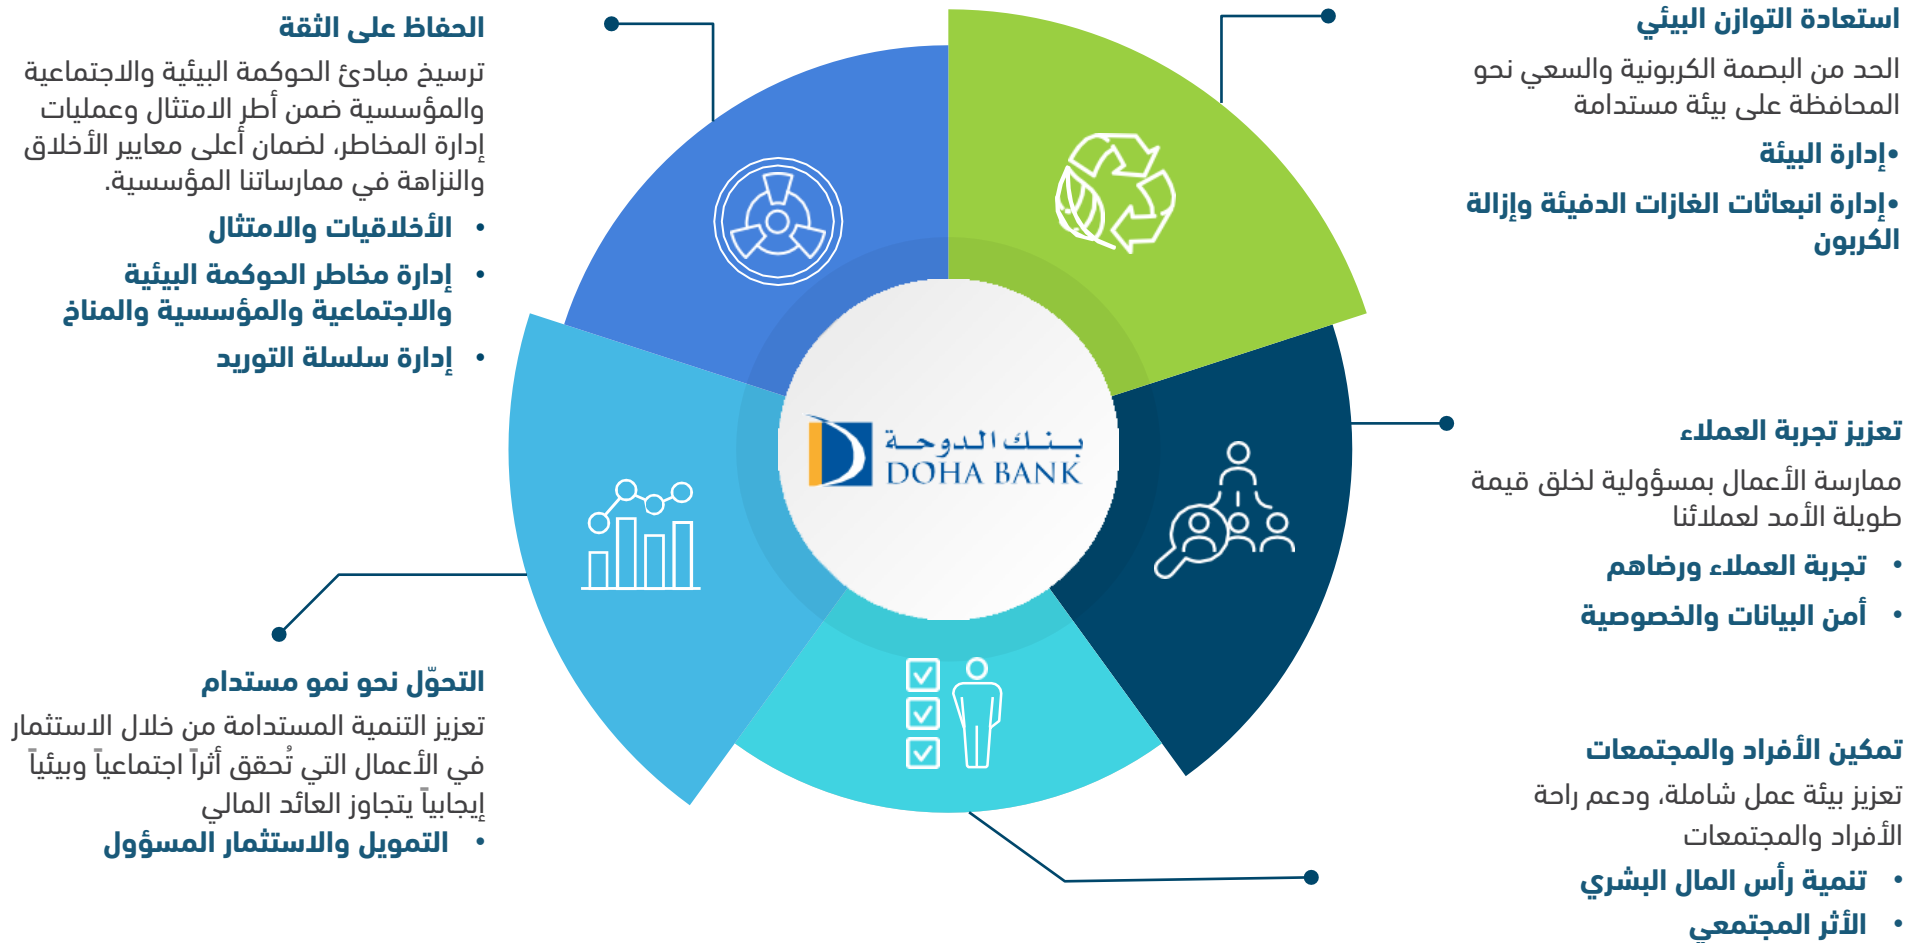 استعادة التوازن البيئي
الحد من البصمة الكربونية والسعي نحو
المحافظة على بيئة مستدامة
•إدارة البيئة
•إدارة انبعاثات الغازات الدفيئة وإزالة
الكربون
تعزيز تجربة العملاء
ممارسة الأعمال بمسؤولية لخلق قيمة
طويلة الأمد لعملائنا
• تجربة العملاء ورضاهم
• أمن البيانات والخصوصية
تمكين الأفراد والمجتمعات
تعزيز بيئة عمل شاملة، ودعم راحة
الأفراد والمجتمعات
• تنمية رأس المال البشري
• الأثر المجتمعي
بنك الدوحة
DOHA BANK
الحفاظ على الثقة
ترسيخ مبادئ الحوكمة البيئية والاجتماعية
والمؤسسية ضمن أطر الامتثال وعمليات
إدارة المخاطر، لضمان أعلى معايير الأخلاق
والنزاهة في ممارساتنا المؤسسية.
• الأخلاقيات والامتثال
• إدارة مخاطر الحوكمة البيئية
والاجتماعية والمؤسسية والمناخ
• إدارة سلسلة التوريد
التحوّل نحو نمو مستدام
تعزيز التنمية المستدامة من خلال الاستثمار
في الأعمال التي تُحقق أثراً اجتماعياً وبيئياً
إيجابياً يتجاوز العائد المالي
• التمويل والاستثمار المسؤول